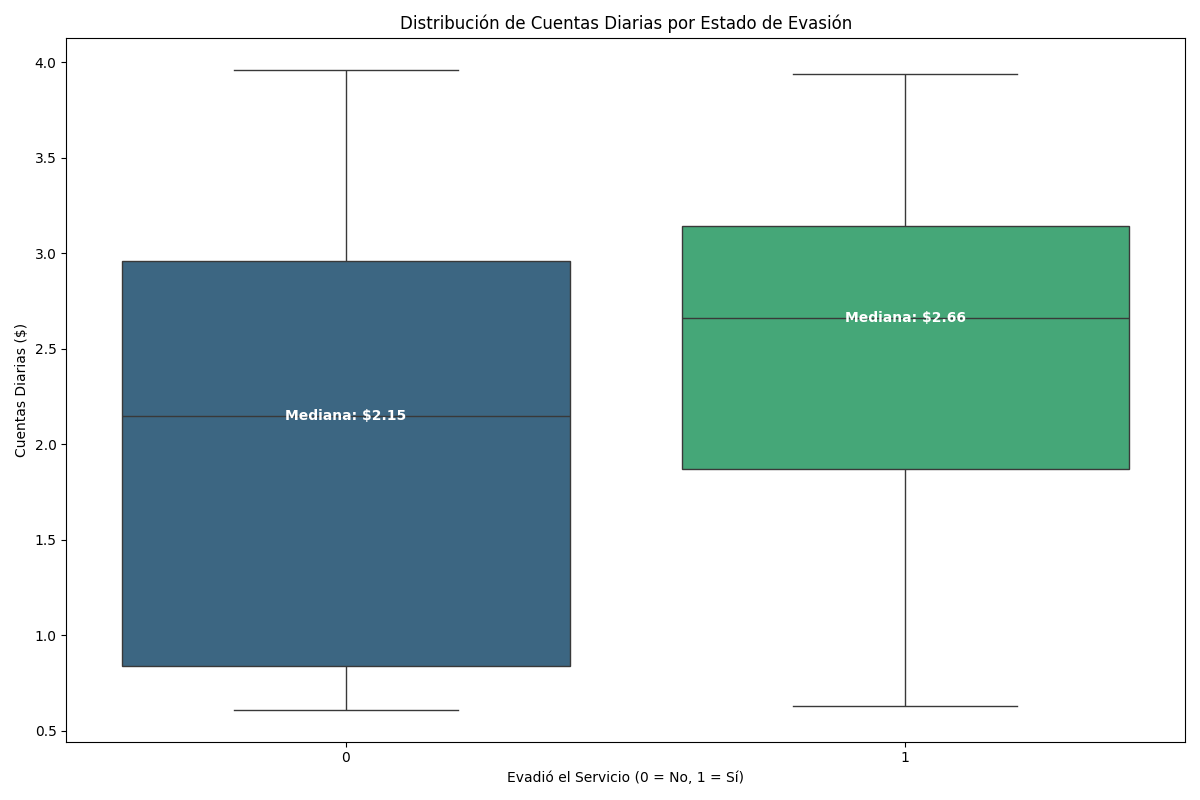 Distribución de Cuentas Diarias por Estado de Evasión
4.0
3.5
3.0
2.5
2.0
1.5
1.0
0.5
Cuentas Diarias ($)
Mediana: $2.15
Mediana: $2.66
0
1
Evadió el Servicio (0 = No, 1 = Sí)